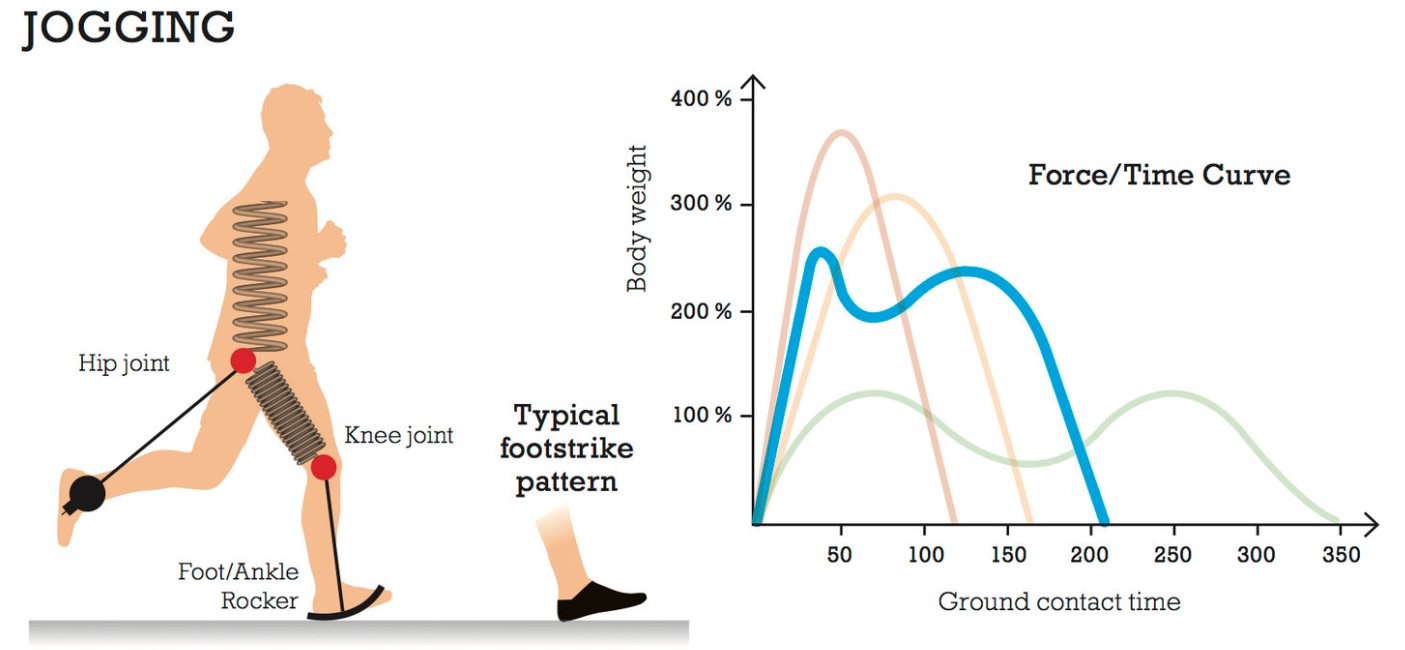 JOGGING
Hip joint
Knee joint
Foot/Ankle
Rocker
Typical
footstrike
pattern
Force/Time Curve
Body weight
400 %
300 %
200 %
100 %
50
100
150
200
250
300
350
Ground contact time